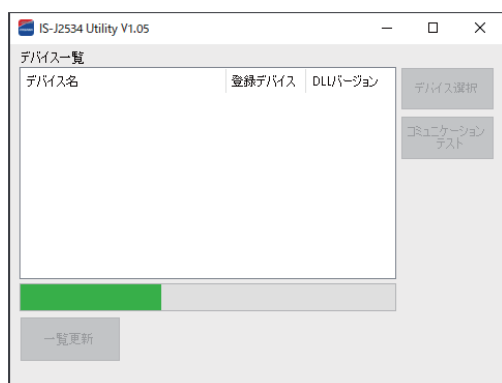 IS-J2534 Utility V1.05
デバイス一覧
デバイス名 登録デバイス DLLバージョン
デバイス選択
コミュニケーション
テスト
一覧更新